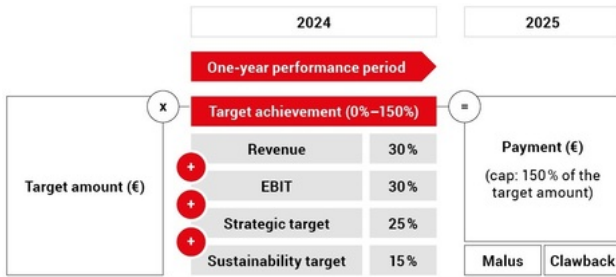 2024
2025
One-year performance period
x
Target achievement (0%–150%)
=
Target amount (€)
Revenue 30%
+
EBIT 30%
+
Strategic target 25%
+
Sustainability target 15%
Payment (€)
(cap: 150% of the
target amount)
Malus
Clawback